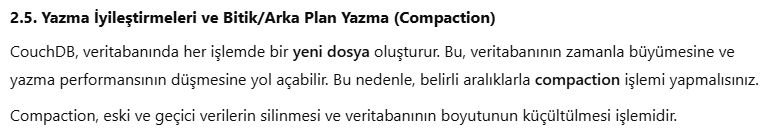 2.5. Yazma İyileştirmeleri ve Bitik/Arka Plan Yazma (Compaction)
CouchDB, veritabanında her işlemde bir yeni dosya oluşturur. Bu, veritabanının zamanla büyümesine ve
yazma performansının düşmesine yol açabilir. Bu nedenle, belirli aralıklarla compaction işlemi yapmalısınız.
Compaction, eski ve geçici verilerin silinmesi ve veritabanının boyutunun küçültülmesi işlemidir.